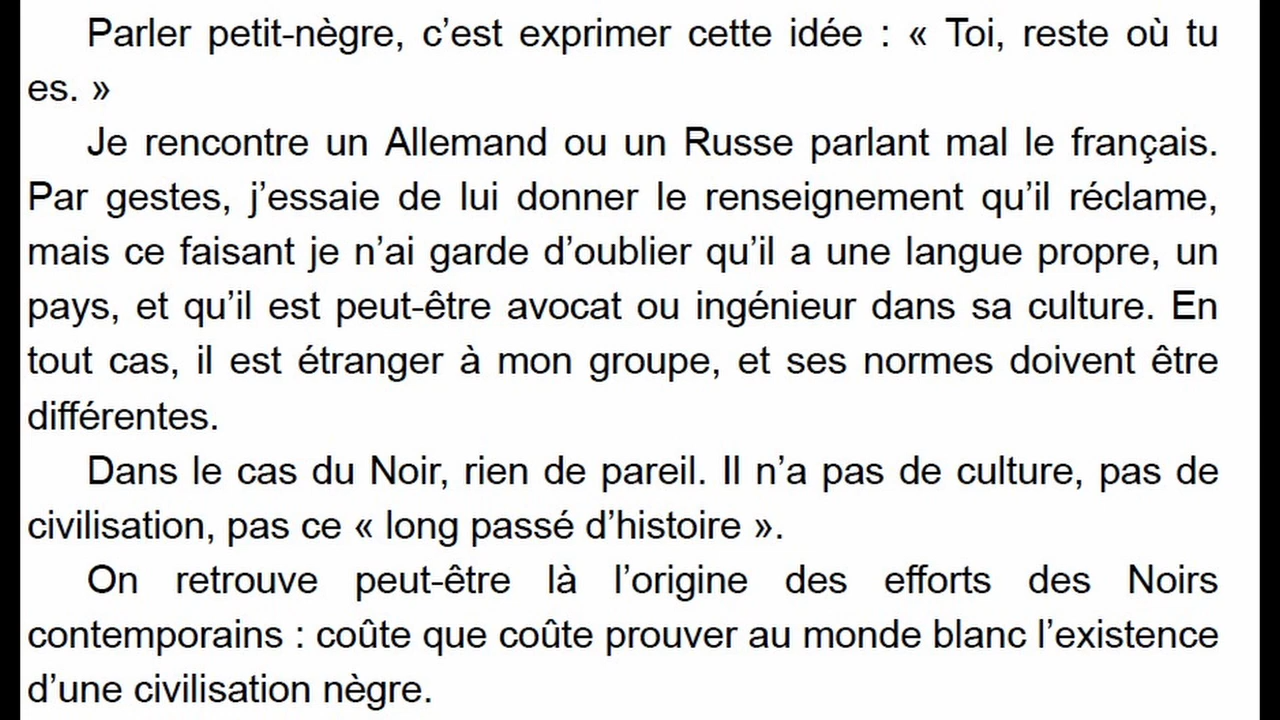 Parler petit-nègre, c’est exprimer cette idée : « Toi, reste où tu
es. »
Je rencontre un Allemand ou un Russe parlant mal le français.
Par gestes, j’essaie de lui donner le renseignement qu’il réclame,
mais ce faisant je n’ai garde d’oublier qu’il a une langue propre, un
pays, et qu’il est peut-être avocat ou ingénieur dans sa culture. En
tout cas, il est étranger à mon groupe, et ses normes doivent être
différentes.
Dans le cas du Noir, rien de pareil. Il n’a pas de culture, pas de
civilisation, pas ce « long passé d’histoire ».
On retrouve peut-être là l’origine des efforts des Noirs
contemporains : coûte que coûte prouver au monde blanc l’existence
d’une civilisation nègre.